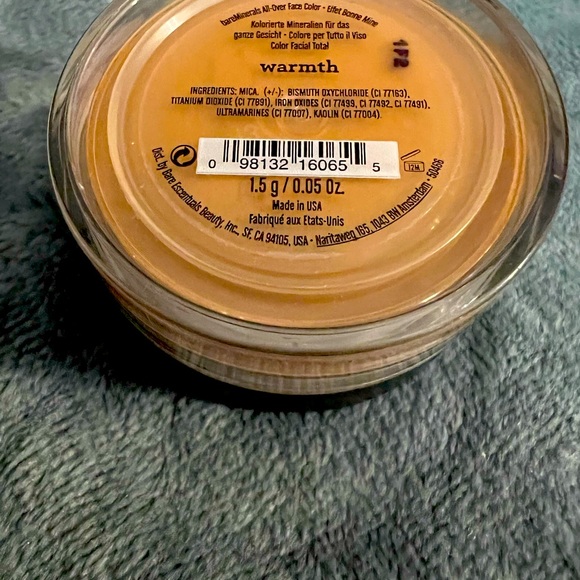 bareMinerals All-Over Face Color - Effet Bonne Mine
Kolorierte Mineralien für das
ganze Gesicht - Colore per Tutto il Viso
Color Facial Total
1F2
warmth
INGREDIENTS: MICA. (+/-): BISMUTH OXYCHLORIDE (CI 77163),
TITANIUM DIOXIDE (CI 77891), IRON OXIDES (CI 77499, CI 77492, CI 77491),
ULTRAMARINES (CI 77007), KAOLIN (CI 77004).
0 98132 16065 5
12M
1.5 g / 0.05 Oz.
Made in USA
Fabriqué aux Etats-Unis
Dist. by Bare Escentuals Beauty, Inc., SF, CA 94105, USA - Naritaweg 165, 1043 BW Amsterdam - 50466